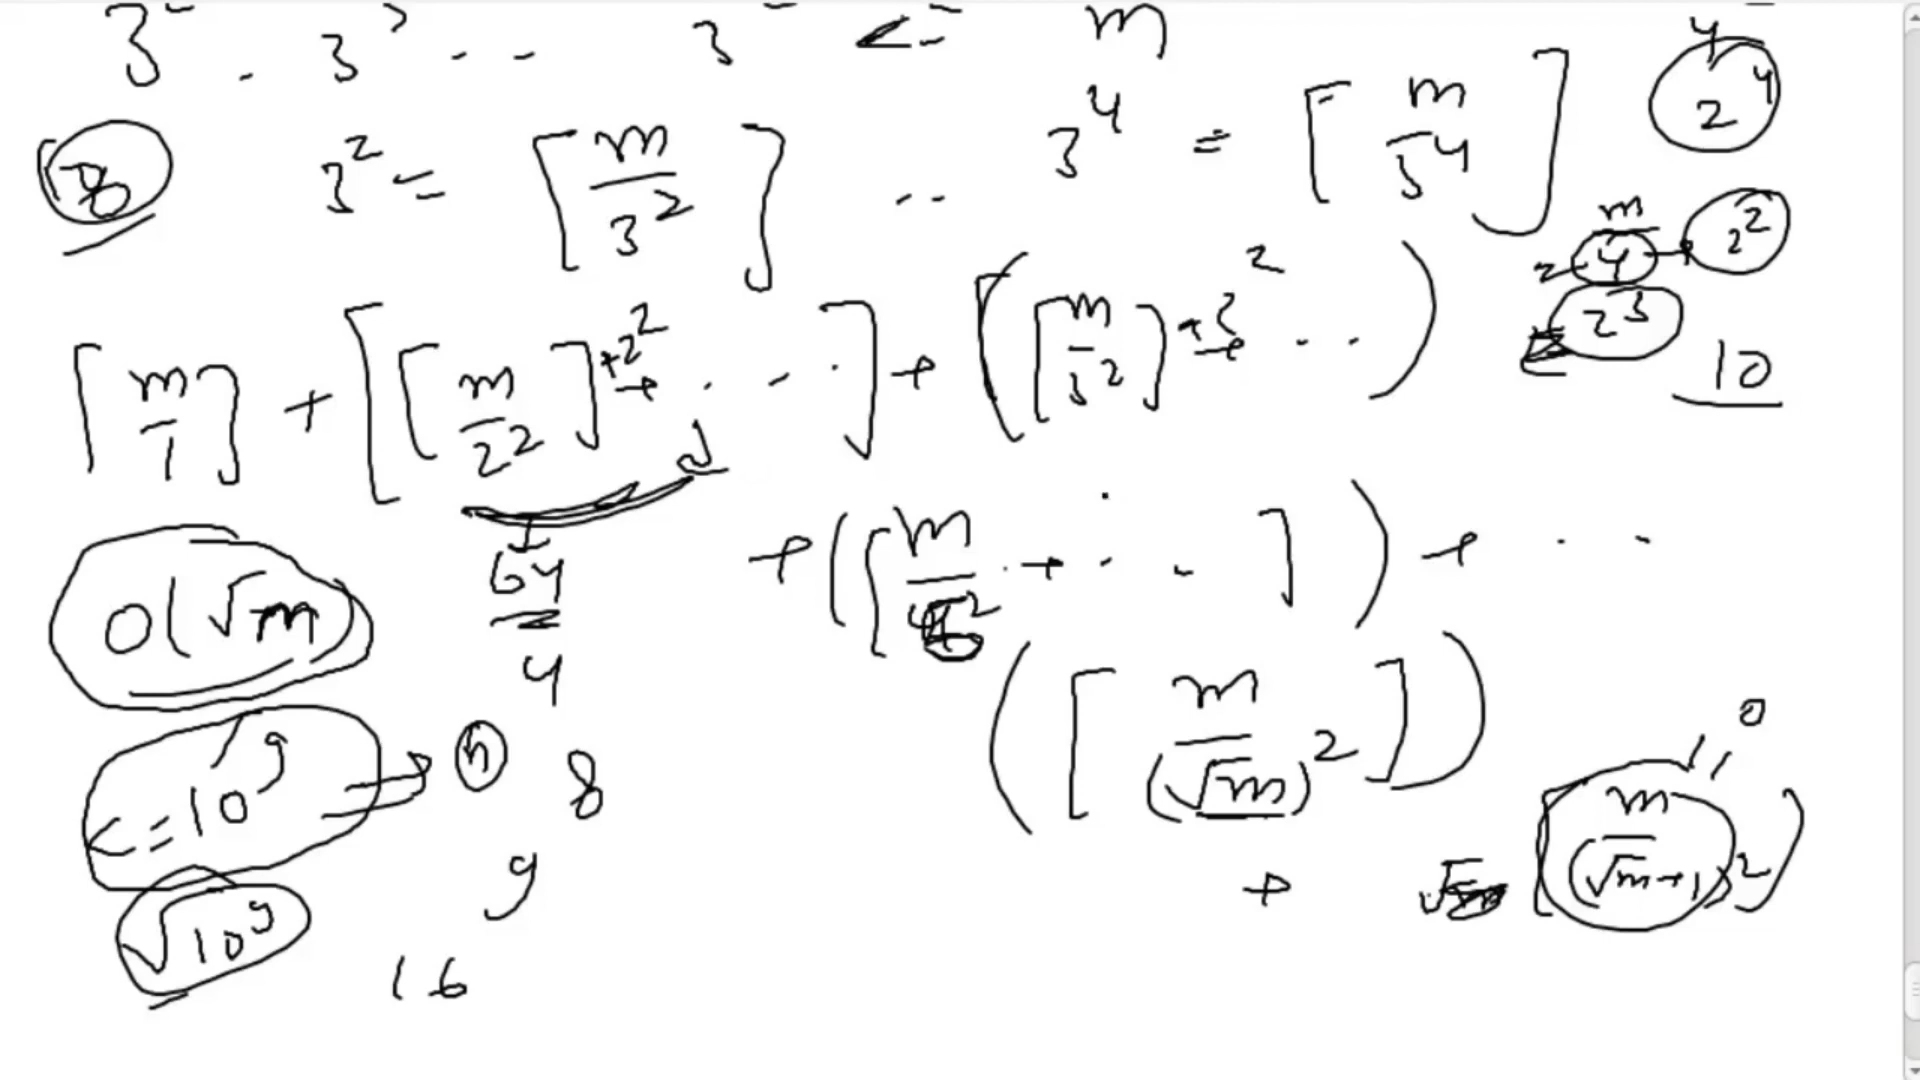 3 . 3 . . 3 <= m
3^2 = [m/3^2] .. 3^4 = [m/3^4] 4 2^4
m/4 2^2
2^3
10
[m/1] + [[m/2^2] +2^2 + . - . . ] + ([m/3^2] +3^2 + . . )
64 / 4
+ ([m/4^2 . + . . - ]) + . .
O(√m)
([m/(√m)^2])
<= 10^9 → n 8
0
√10^9 9 + [m/(√m+1)^2]
16